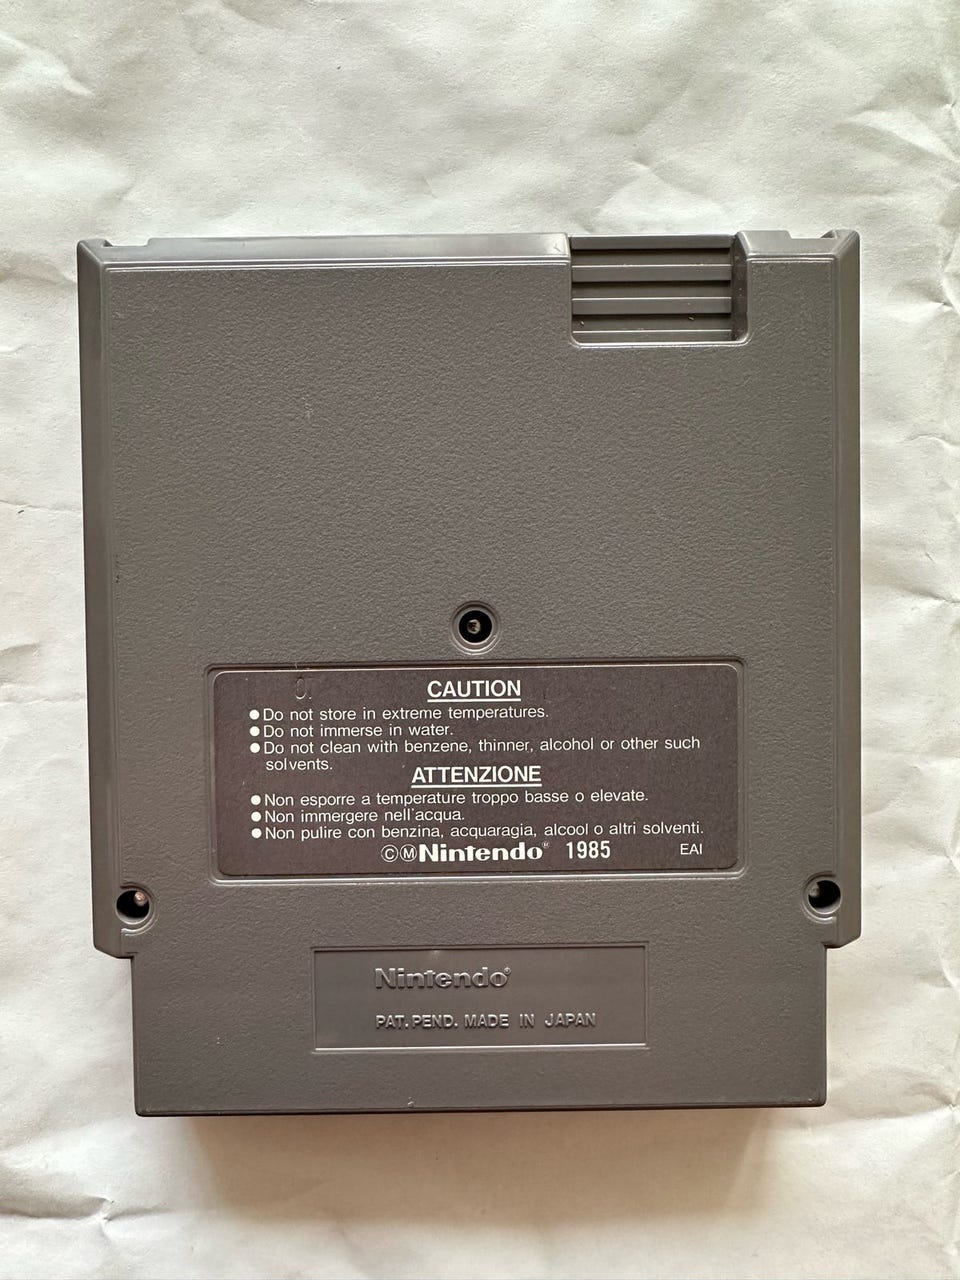 01
CAUTION
●Do not store in extreme temperatures.
●Do not immerse in water.
●Do not clean with benzene, thinner, alcohol or other such
solvents.
ATTENZIONE
●Non esporre a temperature troppo basse o elevate.
●Non immergere nell'acqua.
●Non pulire con benzina, acquaragia, alcool o altri solventi.
ⒸⓂNintendo® 1985 EAI
Nintendo®
PAT. PEND. MADE IN JAPAN